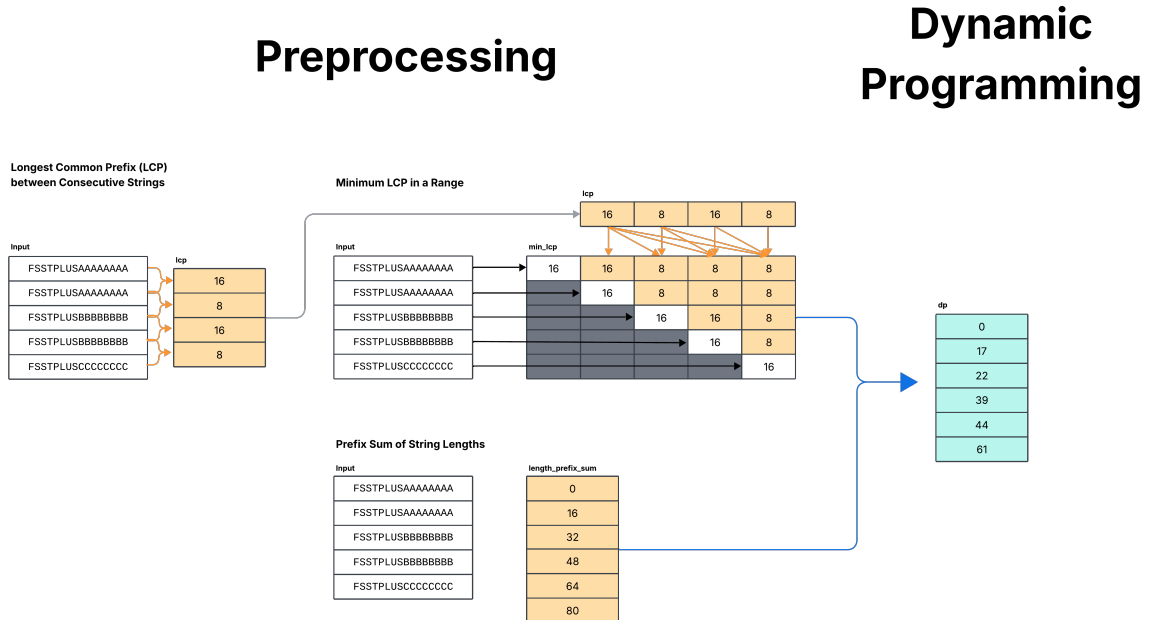 Preprocessing
Dynamic
Programming
Longest Common Prefix (LCP)
between Consecutive Strings
Input
FSSTPLUSAAAAAAAA
FSSTPLUSAAAAAAAA
FSSTPLUSBBBBBBBB
FSSTPLUSBBBBBBBB
FSSTPLUSCCCCCCCC
lcp
16
8
16
8
Minimum LCP in a Range
lcp
16 8 16 8
Input
FSSTPLUSAAAAAAAA
FSSTPLUSAAAAAAAA
FSSTPLUSBBBBBBBB
FSSTPLUSBBBBBBBB
FSSTPLUSCCCCCCCC
min_lcp
16 16 8 8 8
16 8 8 8
16 16 8
16 8
16
Prefix Sum of String Lengths
Input
FSSTPLUSAAAAAAAA
FSSTPLUSAAAAAAAA
FSSTPLUSBBBBBBBB
FSSTPLUSBBBBBBBB
FSSTPLUSCCCCCCCC
length_prefix_sum
0
16
32
48
64
80
dp
0
17
22
39
44
61